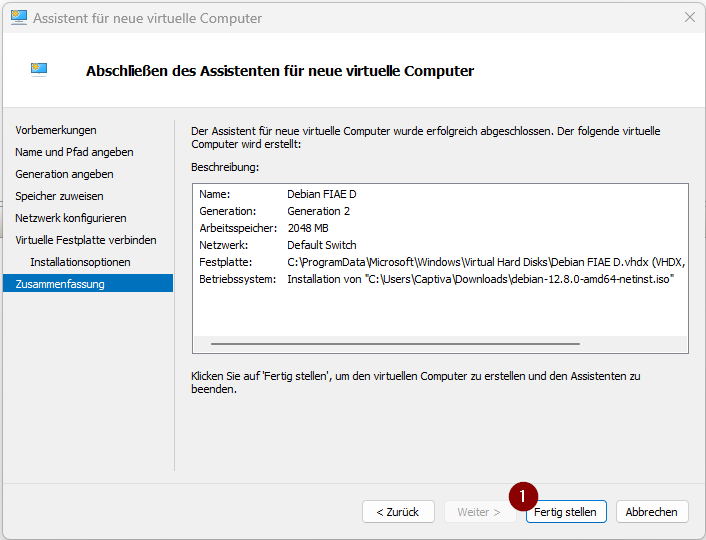 Assistent für neue virtuelle Computer
Abschließen des Assistenten für neue virtuelle Computer
Vorbemerkungen
Name und Pfad angeben
Generation angeben
Speicher zuweisen
Netzwerk konfigurieren
Virtuelle Festplatte verbinden
Installationsoptionen
Zusammenfassung
Der Assistent für neue virtuelle Computer wurde erfolgreich abgeschlossen. Der folgende virtuelle
Computer wird erstellt:
Beschreibung:
Name: Debian FIAE D
Generation: Generation 2
Arbeitsspeicher: 2048 MB
Netzwerk: Default Switch
Festplatte: C:\ProgramData\Microsoft\Windows\Virtual Hard Disks\Debian FIAE D.vhdx (VHDX,
Betriebssystem: Installation von "C:\Users\Captiva\Downloads\debian-12.8.0-amd64-netinst.iso"
Klicken Sie auf 'Fertig stellen', um den virtuellen Computer zu erstellen und den Assistenten zu
beenden.
1
< Zurück Weiter > Fertig stellen Abbrechen